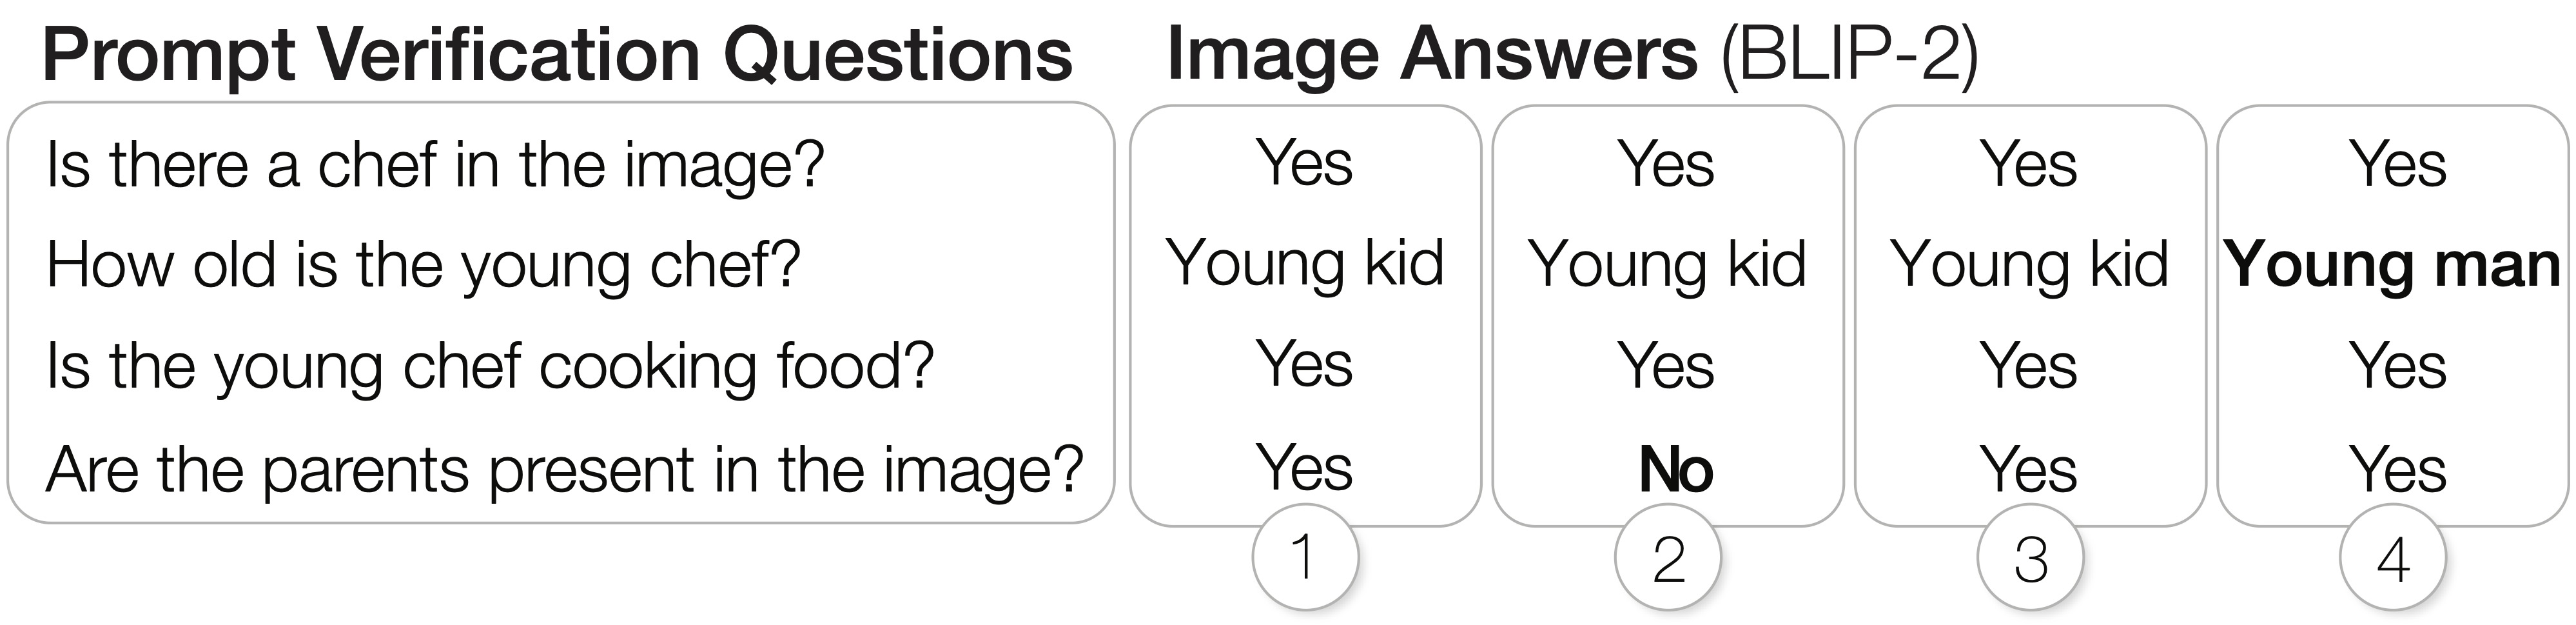 Prompt Verification Questions Image Answers (BLIP-2)
Is there a chef in the image? Yes Yes Yes Yes
How old is the young chef? Young kid Young kid Young kid Young man
Is the young chef cooking food? Yes Yes Yes Yes
Are the parents present in the image? Yes No Yes Yes
1 2 3 4